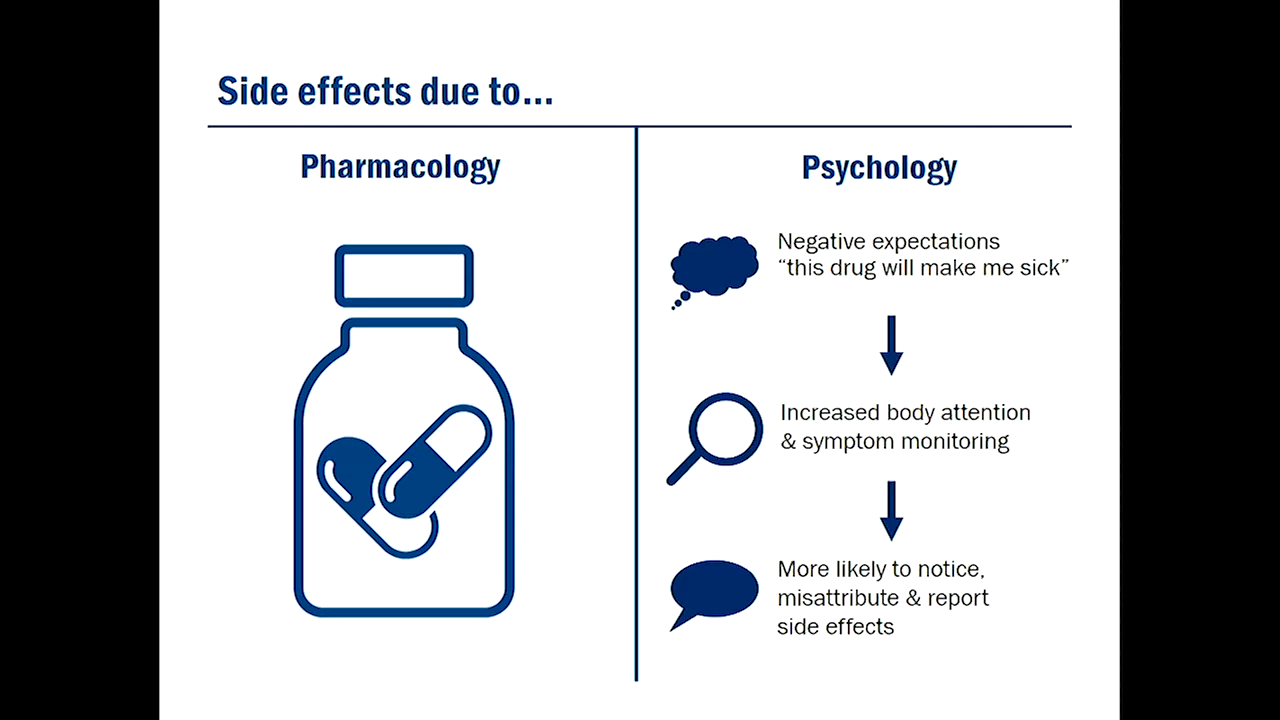 Side effects due to...
Pharmacology
Psychology
Negative expectations
“this drug will make me sick”
Increased body attention
& symptom monitoring
More likely to notice,
misattribute & report
side effects